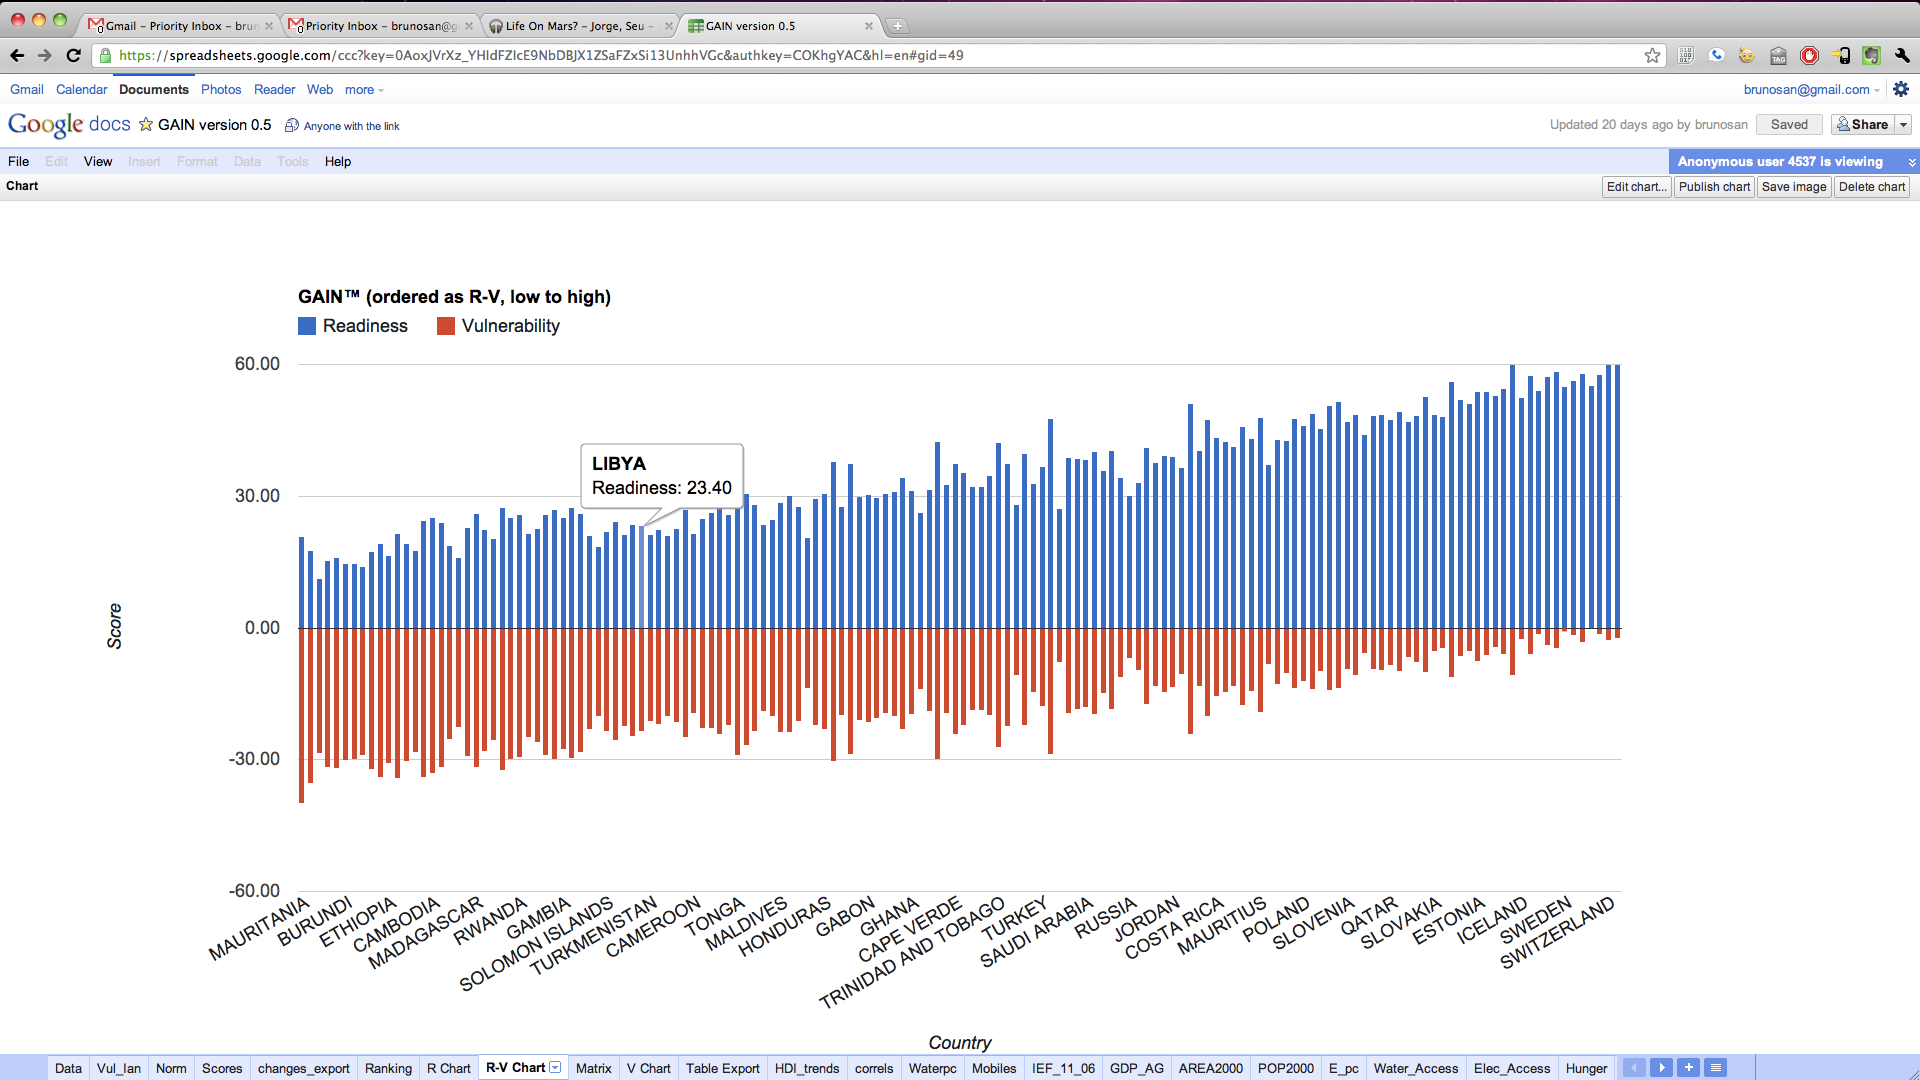 Gmail – Priority Inbox – brun
Priority Inbox – brunosan@g
Life On Mars? – Jorge, Seu –
GAIN version 0.5
https://spreadsheets.google.com/ccc?key=0AoxJVrXz_YHIdFZIcE9NbDBJX1ZSaFZxSi13UnhhVGc&authkey=COKhgYAC&hl=en#gid=49
Gmail Calendar Documents Photos Reader Web more
brunosan@gmail.com
Google docs GAIN version 0.5 Anyone with the link
Updated 20 days ago by brunosan Saved Share
File Edit View Insert Format Data Tools Help
Anonymous user 4537 is viewing
Chart
Edit chart... Publish chart Save image Delete chart
GAIN™ (ordered as R-V, low to high)
Readiness Vulnerability
60.00
LIBYA
Readiness: 23.40
30.00
0.00
-30.00
-60.00
Score
MAURITANIA
BURUNDI
ETHIOPIA
CAMBODIA
MADAGASCAR
RWANDA
GAMBIA
SOLOMON ISLANDS
TURKMENISTAN
CAMEROON
TONGA
MALDIVES
HONDURAS
GABON
GHANA
CAPE VERDE
TRINIDAD AND TOBAGO
TURKEY
SAUDI ARABIA
RUSSIA
JORDAN
COSTA RICA
MAURITIUS
POLAND
SLOVENIA
QATAR
SLOVAKIA
ESTONIA
ICELAND
SWEDEN
SWITZERLAND
Country
Data Vul_Ian Norm Scores changes_export Ranking R Chart R-V Chart Matrix V Chart Table Export HDI_trends correls Waterpc Mobiles IEF_11_06 GDP_AG AREA2000 POP2000 E_pc Water_Access Elec_Access Hunger